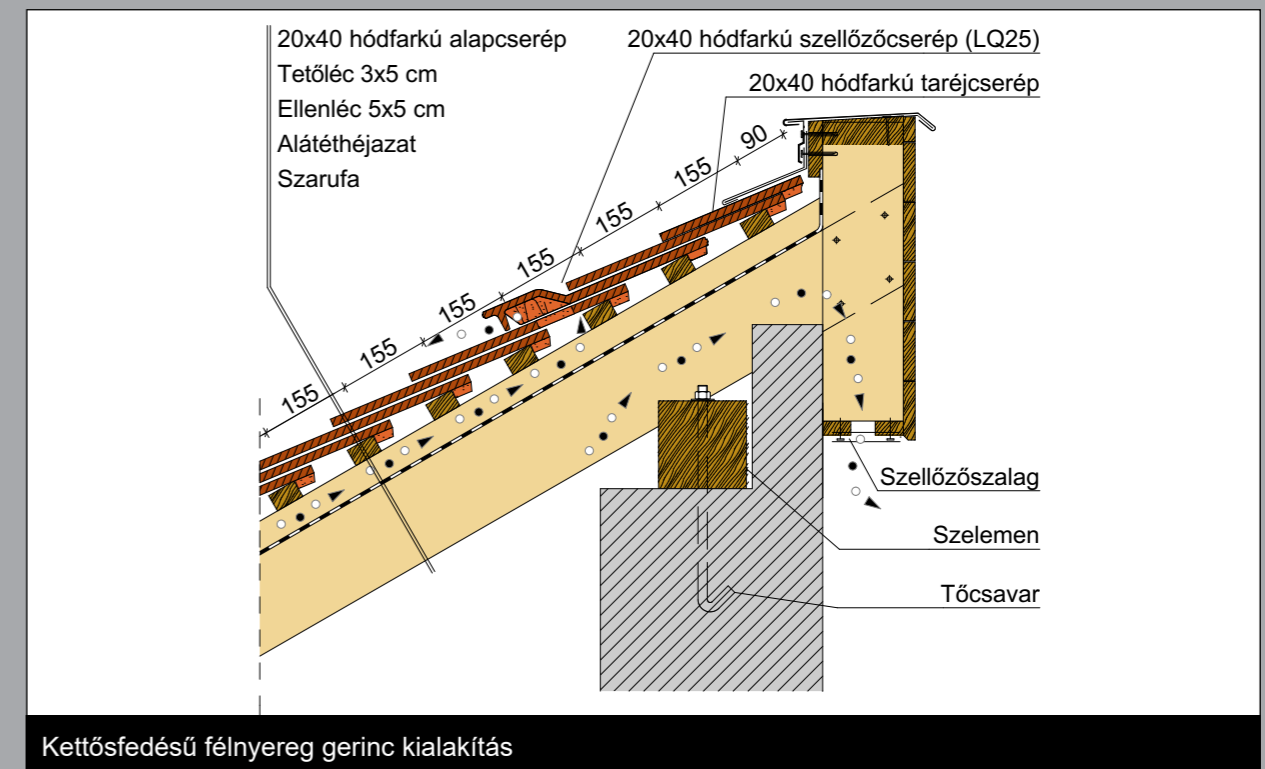 20x40 hódfarkú alapcserép
Tetőléc 3x5 cm
Ellenléc 5x5 cm
Alátéthéjazat
Szarufa
20x40 hódfarkú szellőzőcserép (LQ25)
20x40 hódfarkú taréjcserép
90
155
155
155
155
155
155
Szellőzőszalag
Szelemen
Tőcsavar
Kettősfedésű félnyereg gerinc kialakítás